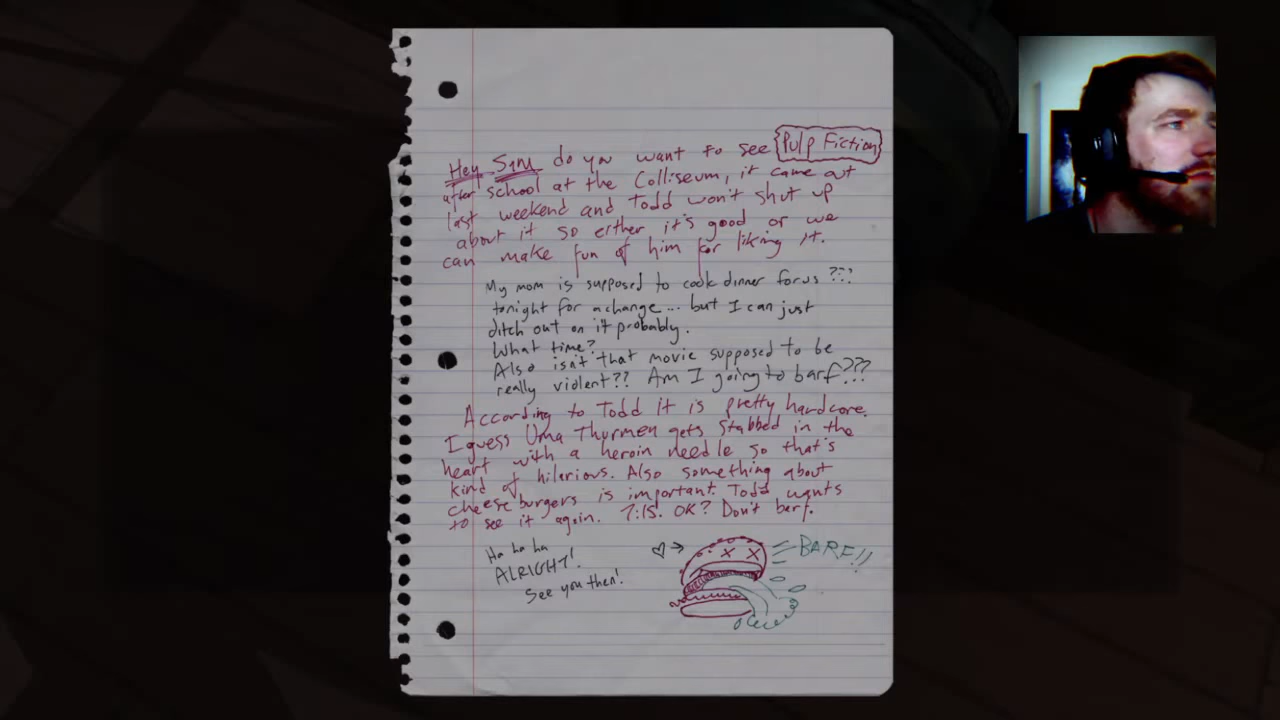 Hey Sam do you want to see Pulp Fiction
after school at the Colliseum, it came out
last weekend and Todd won't shut up
about it so either it's good or we
can make fun of him for liking it.
My mom is supposed to cook dinner for us ???
tonight for a change... but I can just
ditch out on it probably.
What time?
Also isn't that movie supposed to be
really violent?? Am I going to barf???
According to Todd it is pretty hardcore.
I guess Uma Thurmen gets stabbed in the
heart with a heroin needle so that's
kind of hilarious. Also something about
cheeseburgers is important. Todd wants
to see it again. 7:15. OK? Don't barf.
Ha ha ha
ALRIGHT!
See you then!
BARF!!